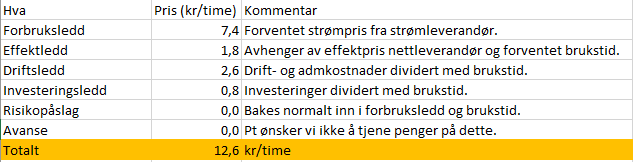 Hva Pris (kr/time) Kommentar
Forbruksledd 7,4 Forventet strømpris fra strømleverandør.
Effektledd 1,8 Avhenger av effektpris nettleverandør og forventet brukstid.
Driftsledd 2,6 Drift- og admkostnader dividert med brukstid.
Investeringsledd 0,8 Investeringer dividert med brukstid.
Risikopåslag 0,0 Bakes normalt inn i forbruksledd og brukstid.
Avanse 0,0 Pt ønsker vi ikke å tjene penger på dette.
Totalt 12,6 kr/time